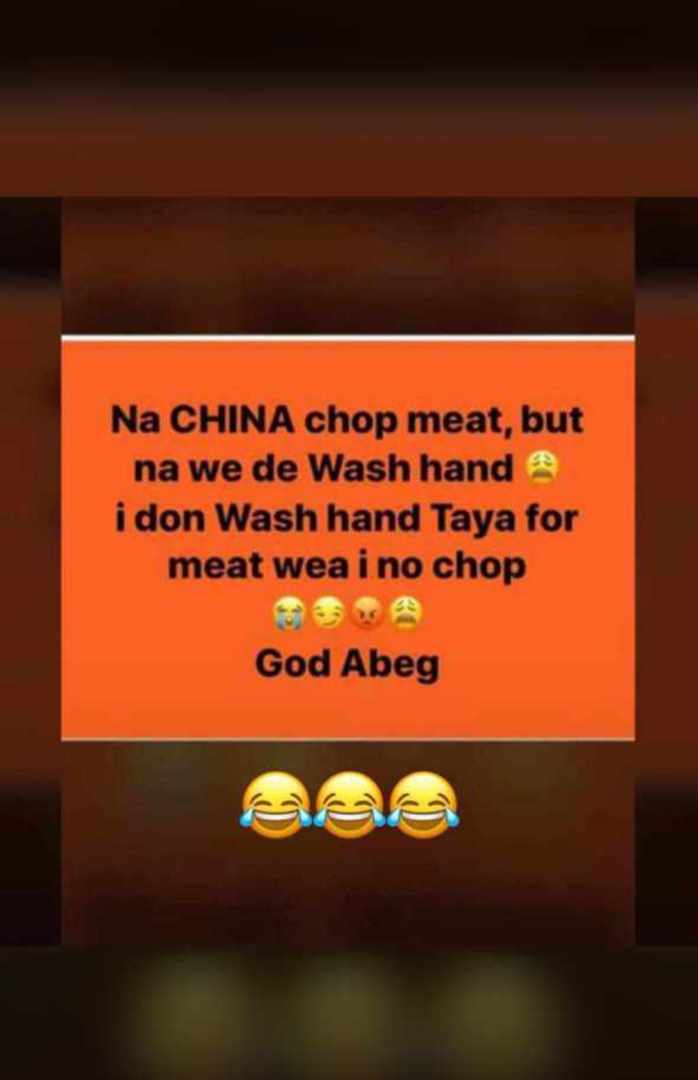 Na CHINA chop meat, but
na we de Wash hand 😩
i don Wash hand Taya for
meat wea i no chop
😭😏😡😩
God Abeg
😂😂😂